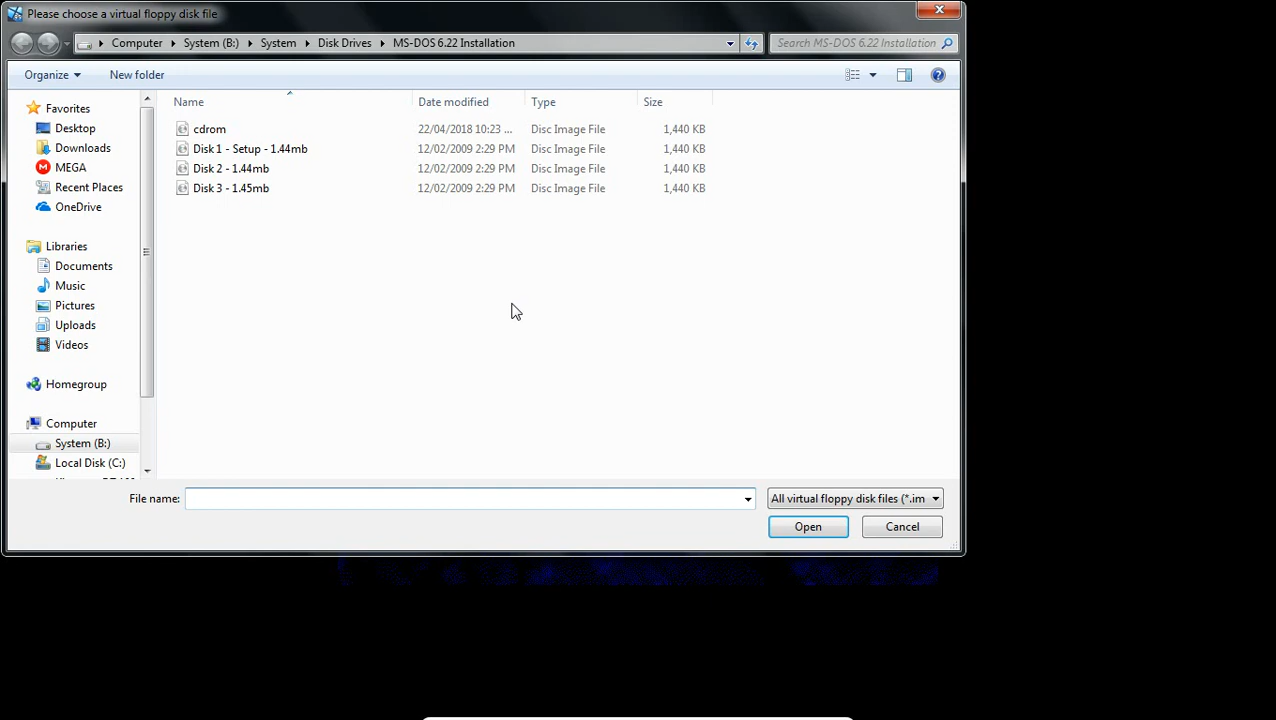 Please choose a virtual floppy disk file
Computer System (B:) System Disk Drives MS-DOS 6.22 Installation Search MS-DOS 6.22 Installation
Organize New folder
Name Date modified Type Size
cdrom 22/04/2018 10:23 ... Disc Image File 1,440 KB
Disk 1 - Setup - 1.44mb 12/02/2009 2:29 PM Disc Image File 1,440 KB
Disk 2 - 1.44mb 12/02/2009 2:29 PM Disc Image File 1,440 KB
Disk 3 - 1.45mb 12/02/2009 2:29 PM Disc Image File 1,440 KB
Favorites
Desktop
Downloads
MEGA
Recent Places
OneDrive
Libraries
Documents
Music
Pictures
Uploads
Videos
Homegroup
Computer
System (B:)
Local Disk (C:)
File name: All virtual floppy disk files (*.im
Open Cancel